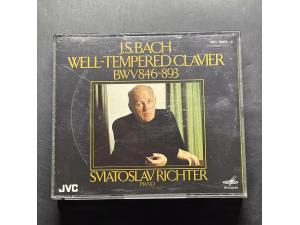 J.S. BACH
WELL-TEMPERED CLAVIER
BWV 846-893
SVIATOSLAV RICHTER
PIANO
JVC